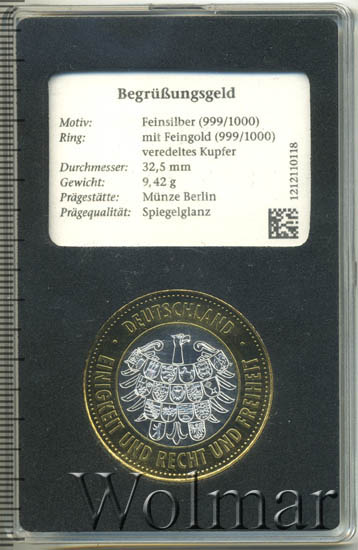 Begrüßungsgeld
Motiv: Feinsilber (999/1000)
Ring: mit Feingold (999/1000)
veredeltes Kupfer
Durchmesser: 32,5 mm
Gewicht: 9,42 g
Prägestätte: Münze Berlin
Prägequalität: Spiegelglanz
1212110118
· DEUTSCHLAND ·
EINIGKEIT UND RECHT UND FREIHEIT
Wolmar